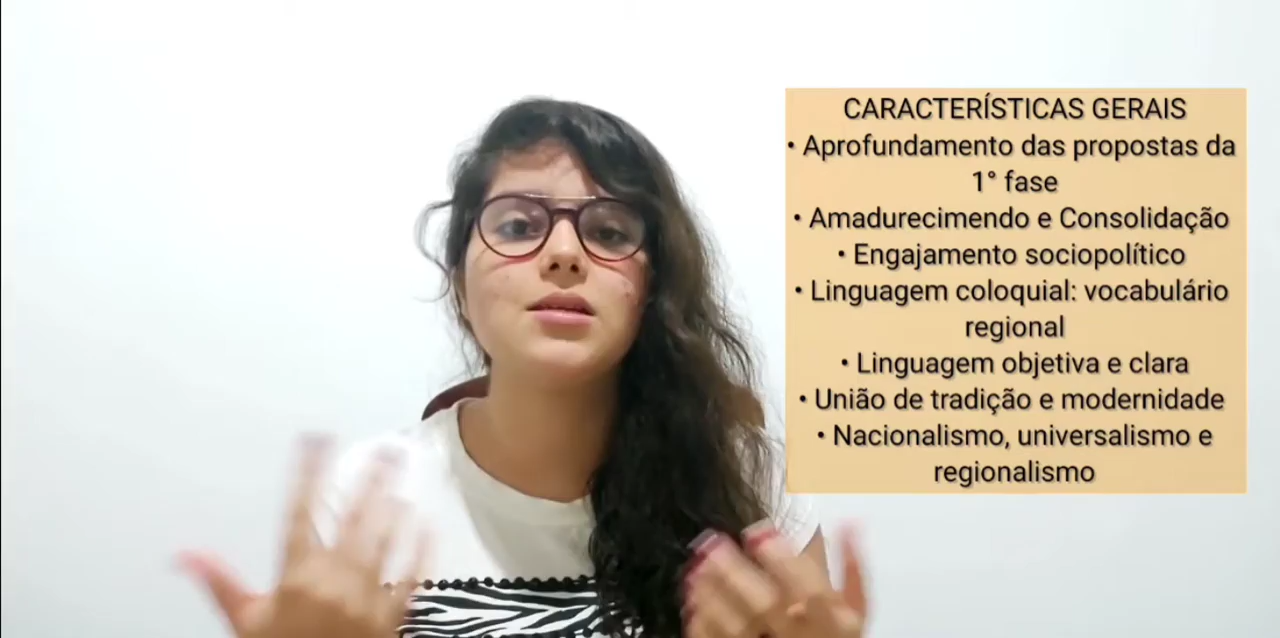 CARACTERÍSTICAS GERAIS
• Aprofundamento das propostas da
1° fase
• Amadurecimendo e Consolidação
• Engajamento sociopolítico
• Linguagem coloquial: vocabulário
regional
• Linguagem objetiva e clara
• União de tradição e modernidade
• Nacionalismo, universalismo e
regionalismo